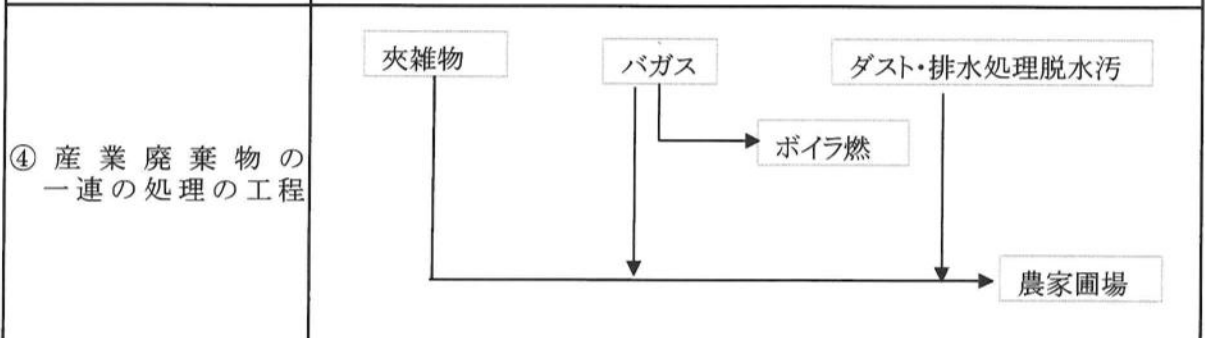 夾雑物
バガス
ダスト・排水処理脱水汚
ボイラ燃
④ 産業廃棄物の
一連の処理の工程
農家圃場